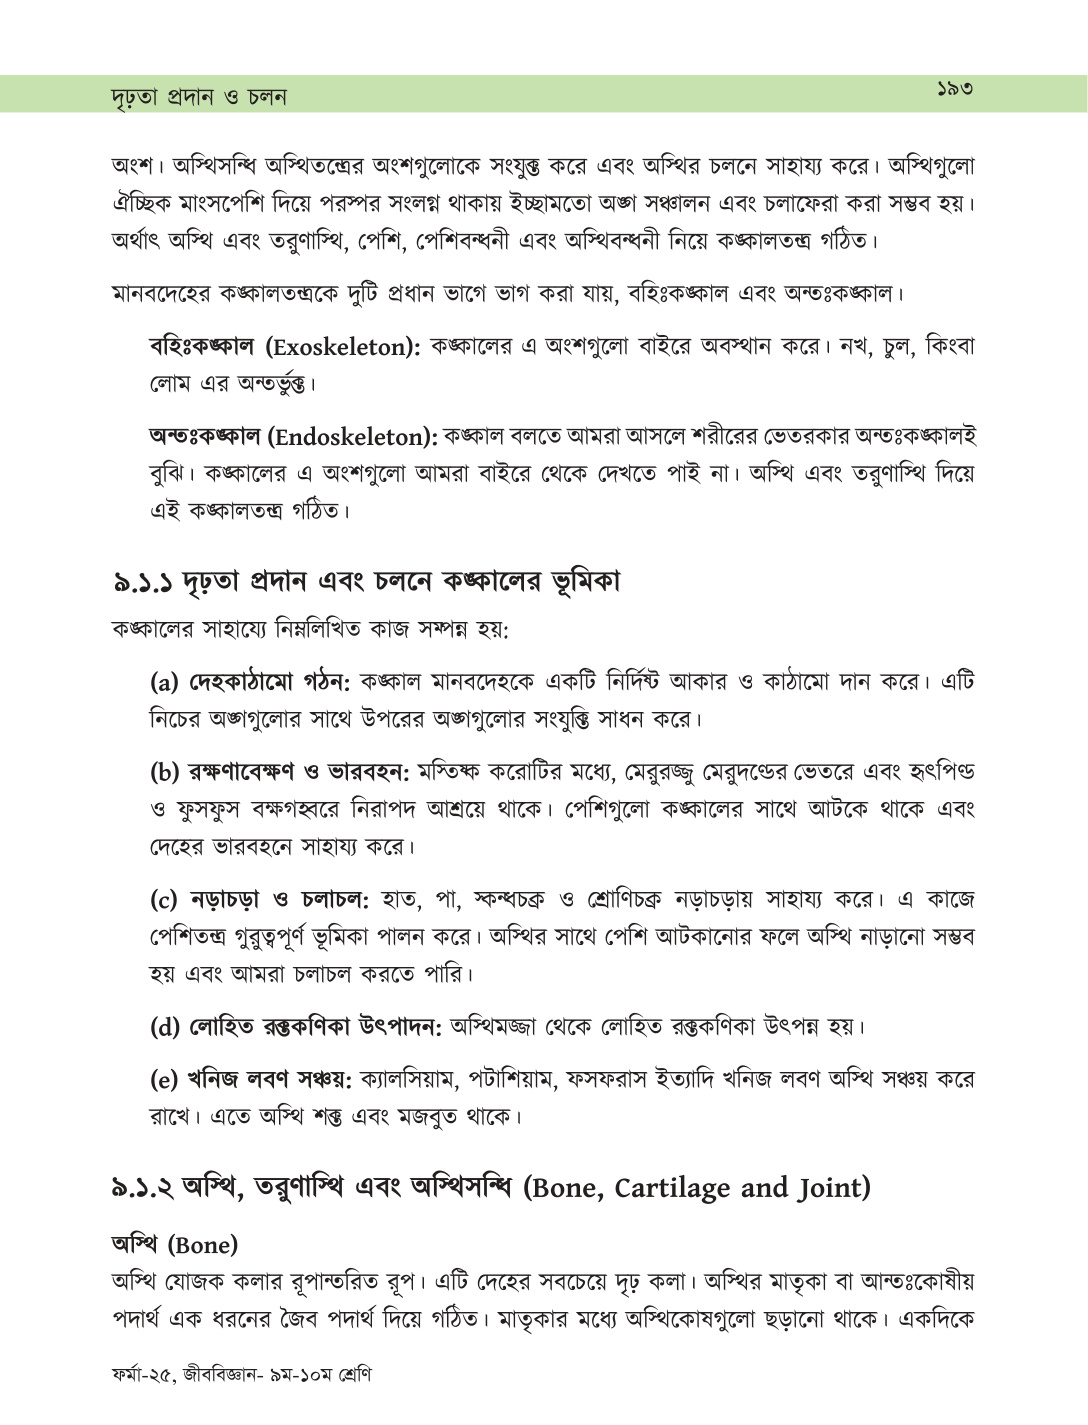 দৃঢ়তা প্রদান ও চলন
১৯৩
অংশ। অস্থিসন্ধি অস্থিতন্ত্রের অংশগুলোকে সংযুক্ত করে এবং অস্থির চলনে সাহায্য করে। অস্থিগুলো
ঐচ্ছিক মাংসপেশি দিয়ে পরস্পর সংলগ্ন থাকায় ইচ্ছামতো অঙ্গ সঞ্চালন এবং চলাফেরা করা সম্ভব হয়।
অর্থাৎ অস্থি এবং তরুণাস্থি, পেশি, পেশিবন্ধনী এবং অস্থিবন্ধনী নিয়ে কঙ্কালতন্ত্র গঠিত।
মানবদেহের কঙ্কালতন্ত্রকে দুটি প্রধান ভাগে ভাগ করা যায়, বহিঃকঙ্কাল এবং অন্তঃকঙ্কাল।
বহিঃকঙ্কাল (Exoskeleton): কঙ্কালের এ অংশগুলো বাইরে অবস্থান করে। নখ, চুল, কিংবা
লোম এর অন্তর্ভুক্ত।
অন্তঃকঙ্কাল (Endoskeleton): কঙ্কাল বলতে আমরা আসলে শরীরের ভেতরকার অন্তঃকঙ্কালই
বুঝি। কঙ্কালের এ অংশগুলো আমরা বাইরে থেকে দেখতে পাই না। অস্থি এবং তরুণাস্থি দিয়ে
এই কঙ্কালতন্ত্র গঠিত।
৯.১.১ দৃঢ়তা প্রদান এবং চলনে কঙ্কালের ভূমিকা
কঙ্কালের সাহায্যে নিম্নলিখিত কাজ সম্পন্ন হয়:
(a) দেহকাঠামো গঠন: কঙ্কাল মানবদেহকে একটি নির্দিষ্ট আকার ও কাঠামো দান করে। এটি
নিচের অঙ্গগুলোর সাথে উপরের অঙ্গগুলোর সংযুক্তি সাধন করে।
(b) রক্ষণাবেক্ষণ ও ভারবহন: মস্তিষ্ক করোটির মধ্যে, মেরুরজ্জু মেরুদণ্ডের ভেতরে এবং হৃৎপিণ্ড
ও ফুসফুস বক্ষগহ্বরে নিরাপদ আশ্রয়ে থাকে। পেশিগুলো কঙ্কালের সাথে আটকে থাকে এবং
দেহের ভারবহনে সাহায্য করে।
(c) নড়াচড়া ও চলাচল: হাত, পা, স্কন্ধচক্র ও শ্রোণিচক্র নড়াচড়ায় সাহায্য করে। এ কাজে
পেশিতন্ত্র গুরুত্বপূর্ণ ভূমিকা পালন করে। অস্থির সাথে পেশি আটকানোর ফলে অস্থি নাড়ানো সম্ভব
হয় এবং আমরা চলাচল করতে পারি।
(d) লোহিত রক্তকণিকা উৎপাদন: অস্থিমজ্জা থেকে লোহিত রক্তকণিকা উৎপন্ন হয়।
(e) খনিজ লবণ সঞ্চয়: ক্যালসিয়াম, পটাশিয়াম, ফসফরাস ইত্যাদি খনিজ লবণ অস্থি সঞ্চয় করে
রাখে। এতে অস্থি শক্ত এবং মজবুত থাকে।
৯.১.২ অস্থি, তরুণাস্থি এবং অস্থিসন্ধি (Bone, Cartilage and Joint)
অস্থি (Bone)
অস্থি যোজক কলার রূপান্তরিত রূপ। এটি দেহের সবচেয়ে দৃঢ় কলা। অস্থির মাতৃকা বা আন্তঃকোষীয়
পদার্থ এক ধরনের জৈব পদার্থ দিয়ে গঠিত। মাতৃকার মধ্যে অস্থিকোষগুলো ছড়ানো থাকে। একদিকে
ফর্মা-২৫, জীববিজ্ঞান- ৯ম-১০ম শ্রেণি